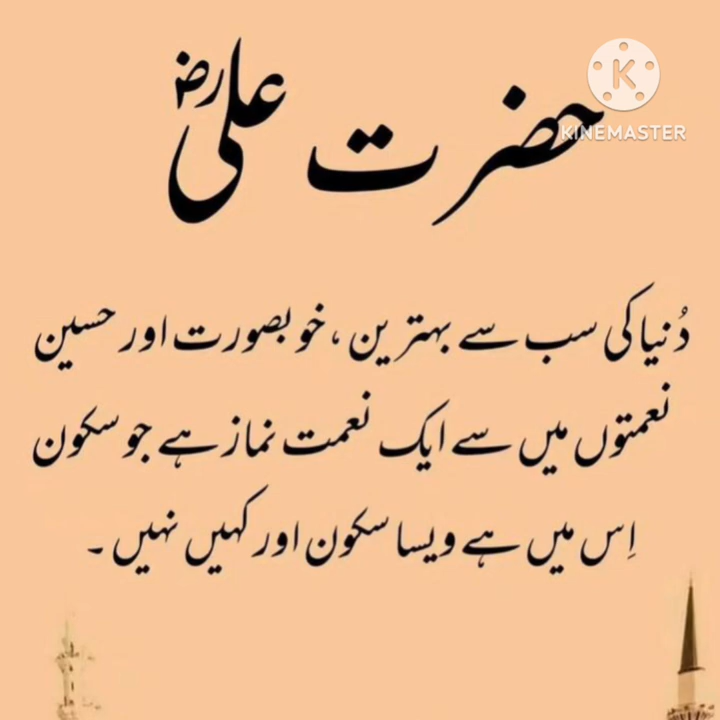 حضرت علی رض
K
KINEMASTER
دُنیا کی سب سے بہترین، خوبصورت اور حسین
نعمتوں میں سے ایک نعمت نماز ہے جو سکون
اِس میں ہے ویسا سکون اور کہیں نہیں۔